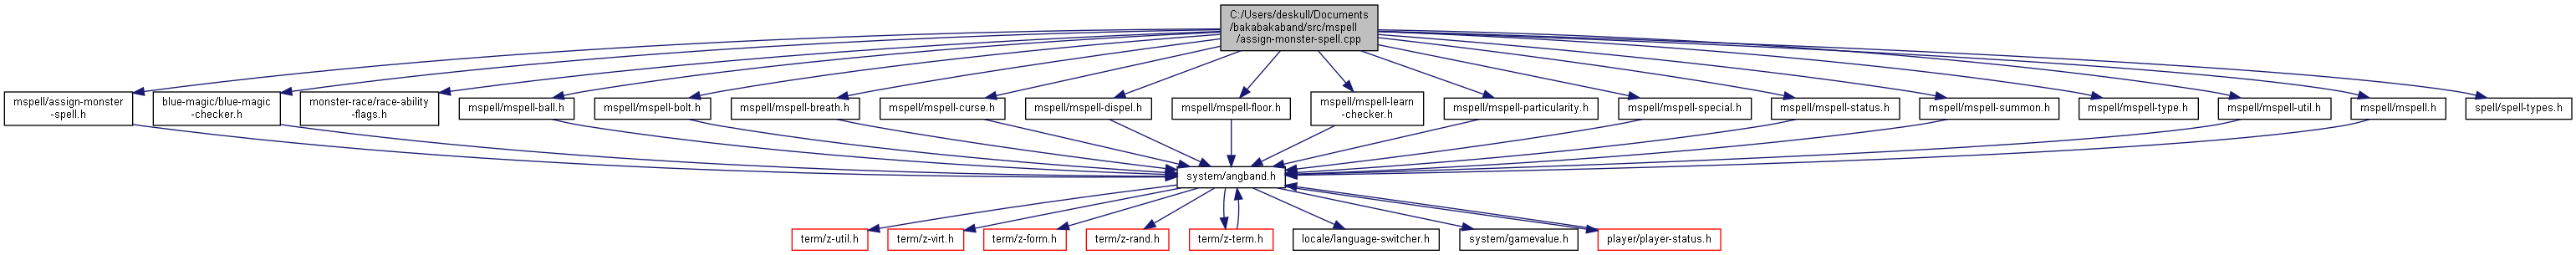 C:/Users/deskull/Documents
/bakabakaband/src/mspell
/assign-monster-spell.cpp
mspell/assign-monster
-spell.h
blue-magic/blue-magic
-checker.h
monster-race/race-ability
-flags.h
mspell/mspell-ball.h
mspell/mspell-bolt.h
mspell/mspell-breath.h
mspell/mspell-curse.h
mspell/mspell-dispel.h
mspell/mspell-floor.h
mspell/mspell-learn
-checker.h
mspell/mspell-particularity.h
mspell/mspell-special.h
mspell/mspell-status.h
mspell/mspell-summon.h
mspell/mspell-type.h
mspell/mspell-util.h
mspell/mspell.h
spell/spell-types.h
system/angband.h
term/z-util.h
term/z-virt.h
term/z-form.h
term/z-rand.h
term/z-term.h
locale/language-switcher.h
system/gamevalue.h
player/player-status.h